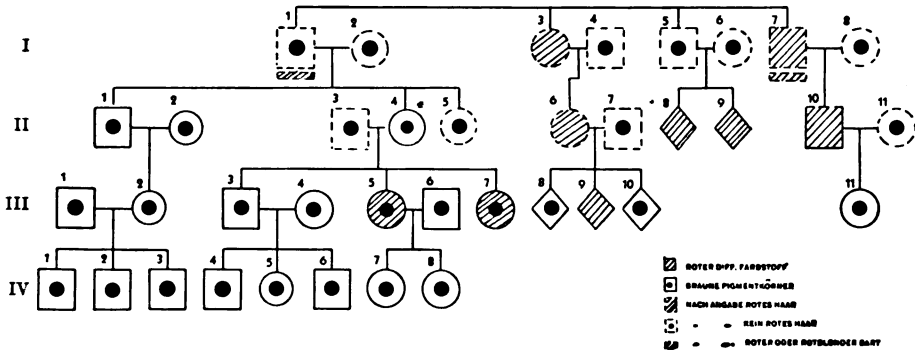 1 2 3 4 5 6 7 8
I
1 2 3 4 5 6 7 8 9 10 11
II
1 2 3 4 5 6 7 8 9 10 11
III
1 2 3 4 5 6 7 8
IV
ROTER DIFF. FARBSTOFF
BRAUNE PIGMENTKÖRNER
NACH ANGABE ROTES HAAR
" " KEIN ROTES HAAR
" " ROTER ODER ROTBLONDER BART